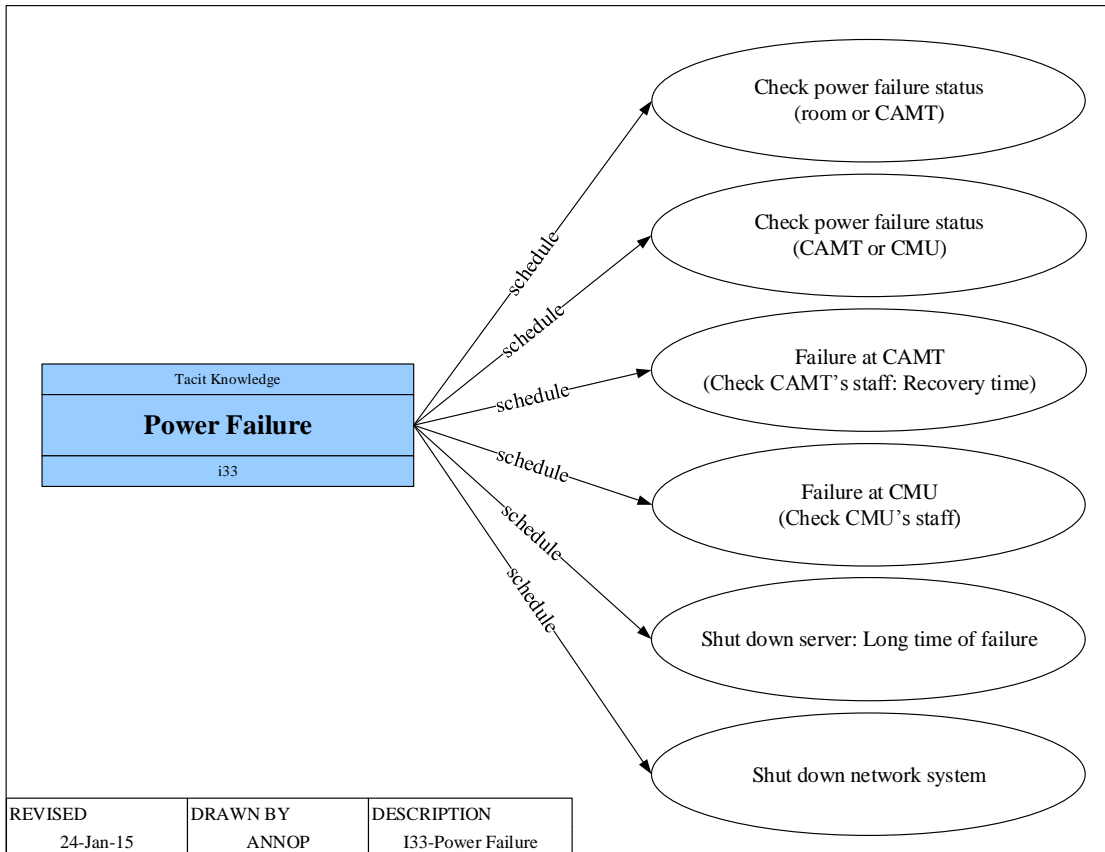 Check power failure status
(room or CAMT)
schedule
Check power failure status
(CAMT or CMU)
schedule
Tacit Knowledge
Power Failure
i33
schedule
Failure at CAMT
(Check CAMT’s staff: Recovery time)
schedule
Failure at CMU
(Check CMU’s staff)
schedule
Shut down server: Long time of failure
schedule
Shut down network system
REVISED
24-Jan-15
DRAWN BY
ANNOP
DESCRIPTION
I33-Power Failure